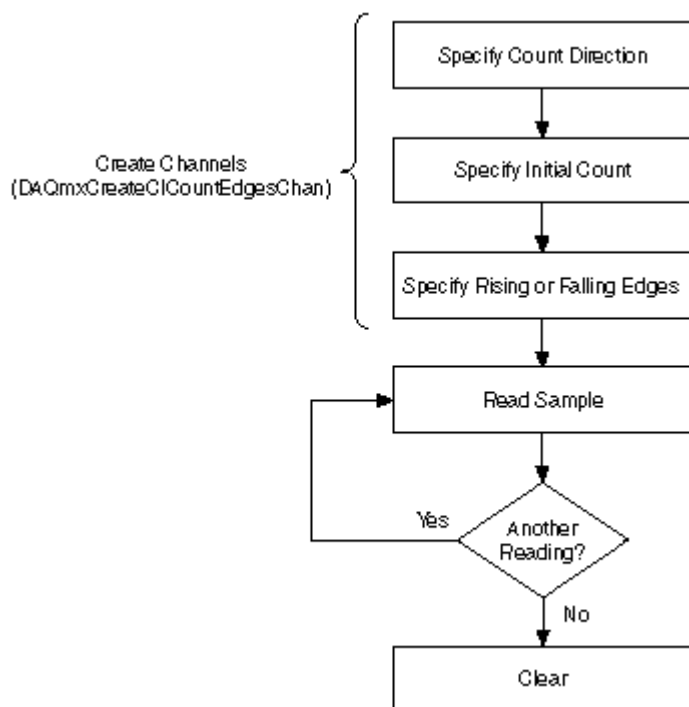 Specify Count Direction
Create Channels
(DAQmxCreateCICountEdgesChan)
Specify Initial Count
Specify Rising or Falling Edges
Read Sample
Yes
Another
Reading?
No
Clear